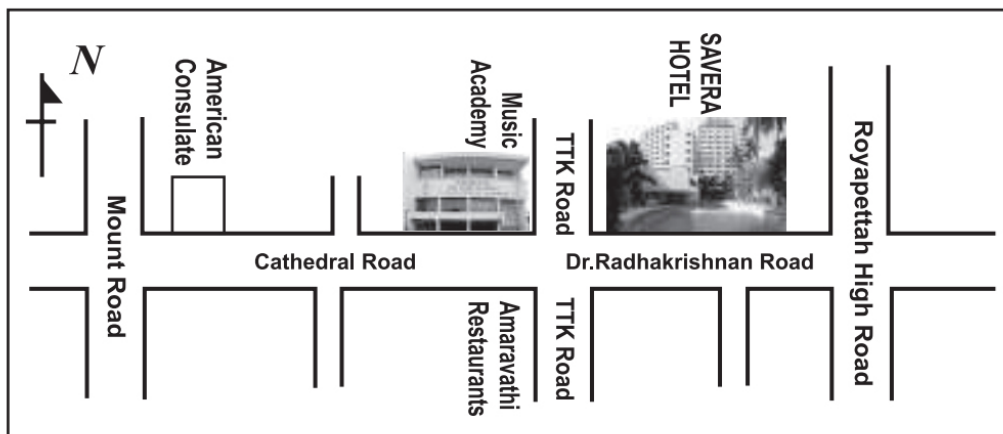 N
American
Consulate
Music
Academy
SAVERA
HOTEL
TTK Road
Royapettah High Road
Mount Road
Cathedral Road
Dr.Radhakrishnan Road
Amaravathi
Restaurants
TTK Road